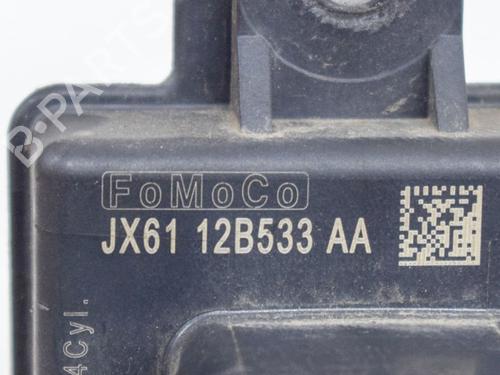 B-PARTS
FoMoCo
JX61 12B533 AA
4Cyl.